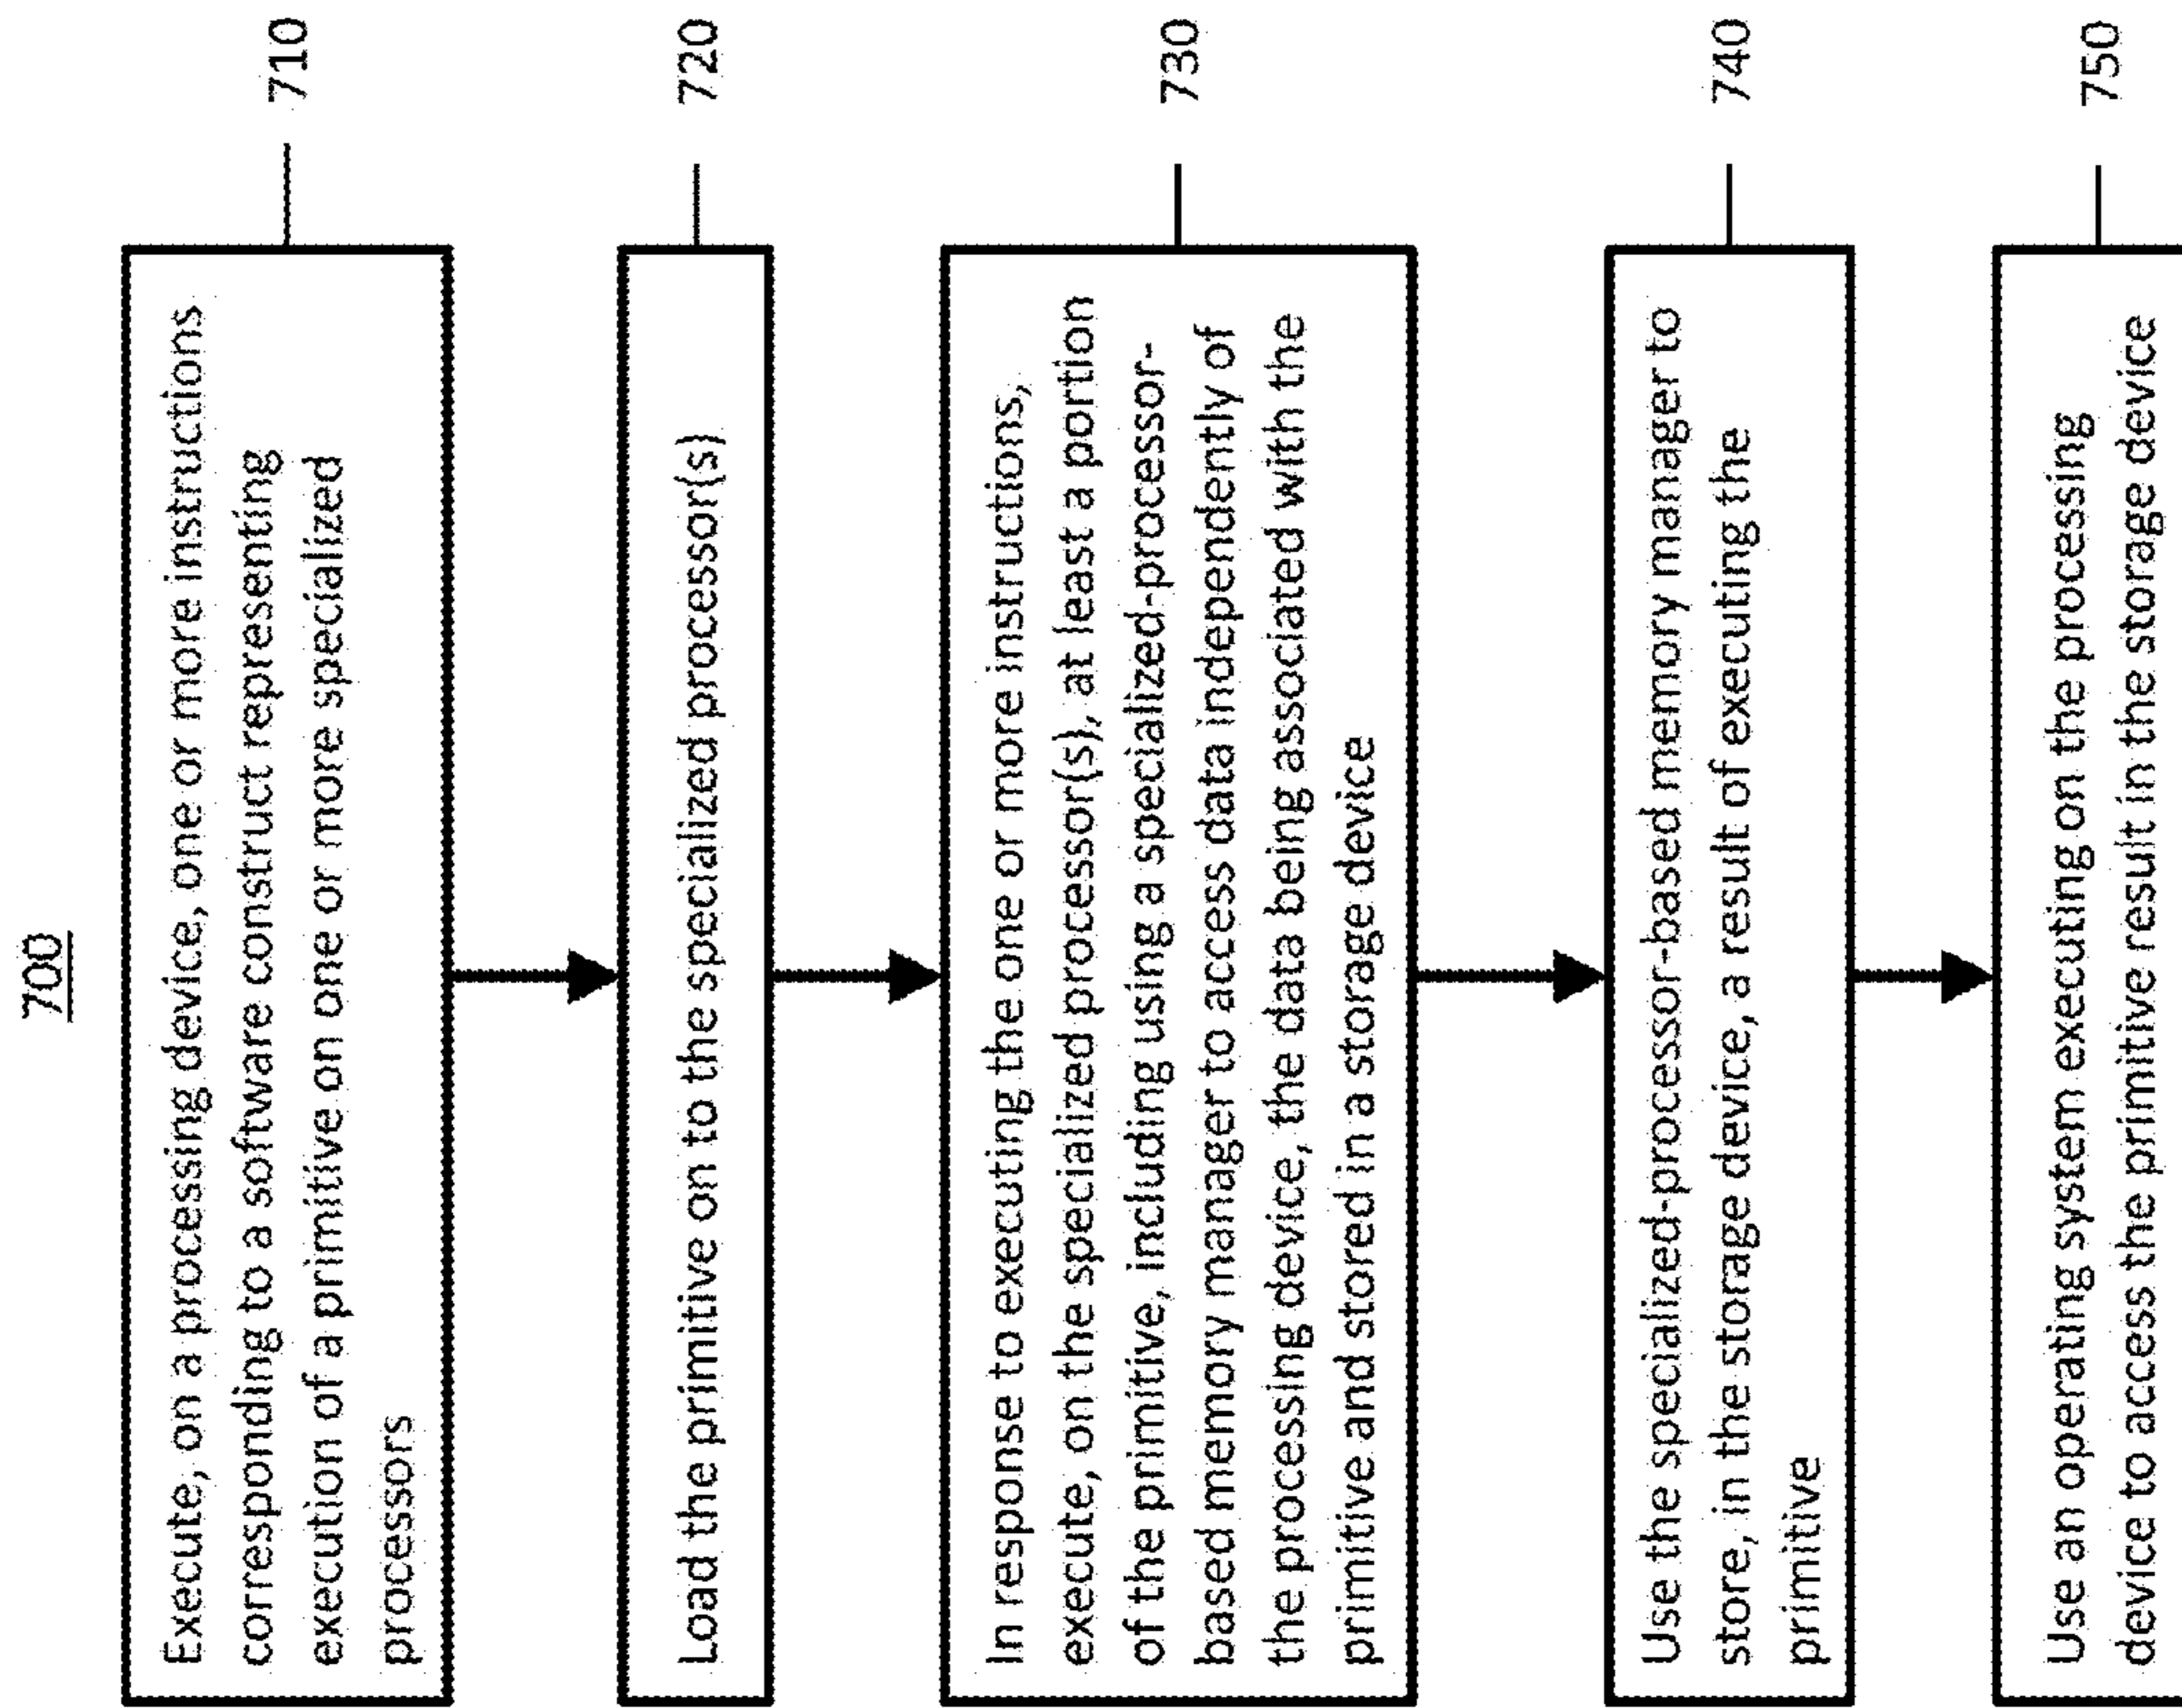 700
Execute, on a processing device, one or more instructions
corresponding to a software construct representing
execution of a primitive on one or more specialized
processors
710
Load the primitive on to the specialized processor(s)
720
In response to executing the one or more instructions,
execute, on the specialized processor(s), at least a portion
of the primitive, including using a specialized-processor-
based memory manager to access data independently of
the processing device, the data being associated with the
primitive and stored in a storage device
730
Use the specialized-processor-based memory manager to
store, in the storage device, a result of executing the
primitive
740
Use an operating system executing on the processing
device to access the primitive result in the storage device
750